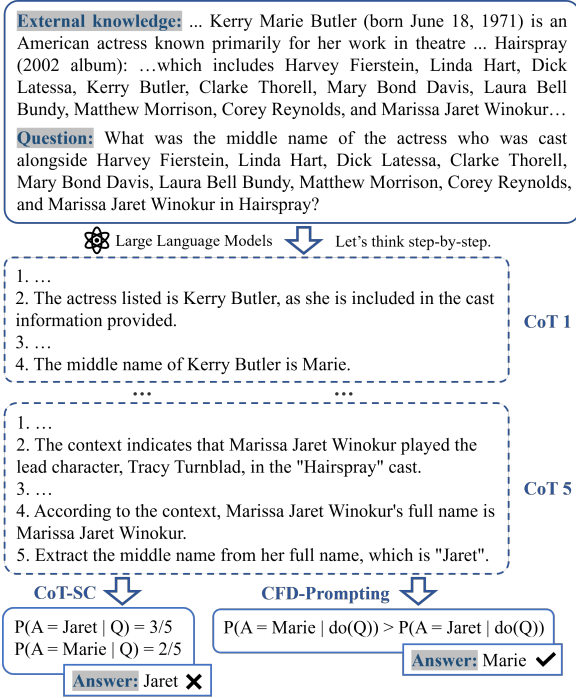 External knowledge: ... Kerry Marie Butler (born June 18, 1971) is an
American actress known primarily for her work in theatre ... Hairspray
(2002 album): …which includes Harvey Fierstein, Linda Hart, Dick
Latessa, Kerry Butler, Clarke Thorell, Mary Bond Davis, Laura Bell
Bundy, Matthew Morrison, Corey Reynolds, and Marissa Jaret Winokur…
Question: What was the middle name of the actress who was cast
alongside Harvey Fierstein, Linda Hart, Dick Latessa, Clarke Thorell,
Mary Bond Davis, Laura Bell Bundy, Matthew Morrison, Corey Reynolds,
and Marissa Jaret Winokur in Hairspray?
Large Language Models Let’s think step-by-step.
1. …
2. The actress listed is Kerry Butler, as she is included in the cast
information provided.
3. …
4. The middle name of Kerry Butler is Marie.
CoT 1
... ...
1. …
2. The context indicates that Marissa Jaret Winokur played the
lead character, Tracy Turnblad, in the "Hairspray" cast.
3. …
4. According to the context, Marissa Jaret Winokur's full name is
Marissa Jaret Winokur.
5. Extract the middle name from her full name, which is "Jaret".
CoT 5
CoT-SC CFD-Prompting
P(A = Jaret | Q) = 3/5
P(A = Marie | Q) = 2/5
Answer: Jaret
P(A = Marie | do(Q)) > P(A = Jaret | do(Q))
Answer: Marie